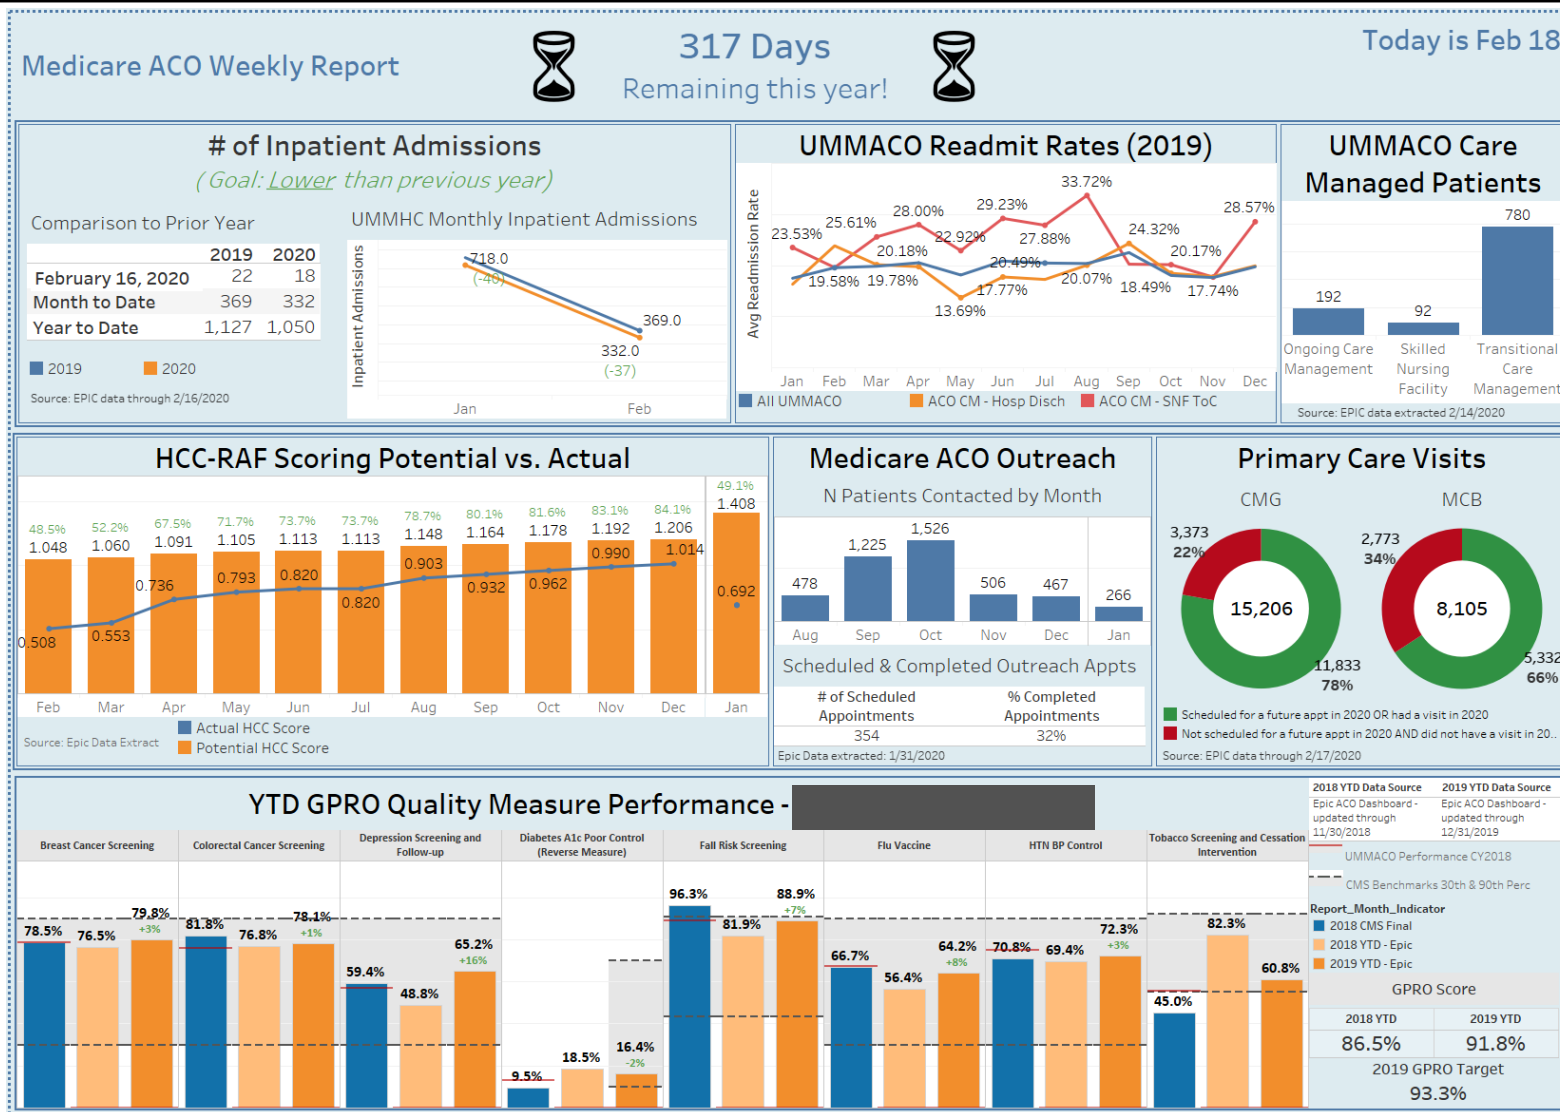 Medicare ACO Weekly Report
317 Days
Remaining this year!
Today is Feb 18
# of Inpatient Admissions
(Goal: Lower than previous year)
Comparison to Prior Year
2019 2020
February 16, 2020 22 18
Month to Date 369 332
Year to Date 1,127 1,050
2019 2020
Source: EPIC data through 2/16/2020
UMMHC Monthly Inpatient Admissions
Inpatient Admissions
718.0
(-40)
369.0
332.0
(-37)
Jan Feb
UMMACO Readmit Rates (2019)
Avg Readmission Rate
33.72%
29.23%
28.57%
28.00%
25.61%
24.32%
23.53%
22.92%
27.88%
20.18%
20.17%
20.49%
19.58% 19.78%
20.07%
17.77%
18.49%
17.74%
13.69%
Jan Feb Mar Apr May Jun Jul Aug Sep Oct Nov Dec
All UMMACO ACO CM - Hosp Disch ACO CM - SNF ToC
UMMACO Care
Managed Patients
780
192
92
Ongoing Care
Management
Skilled
Nursing
Facility
Transitional
Care
Management
Source: EPIC data extracted 2/14/2020
HCC-RAF Scoring Potential vs. Actual
48.5% 52.2% 67.5% 71.7% 73.7% 73.7% 78.7% 80.1% 81.6% 83.1% 84.1% 49.1%
1.048 1.060 1.091 1.105 1.113 1.113 1.148 1.164 1.178 1.192 1.206 1.408
0.508 0.553 0.736 0.793 0.820 0.820 0.903 0.932 0.962 0.990 1.014 0.692
Feb Mar Apr May Jun Jul Aug Sep Oct Nov Dec Jan
Actual HCC Score
Potential HCC Score
Source: Epic Data Extract
Medicare ACO Outreach
N Patients Contacted by Month
478 1,225 1,526 506 467 266
Aug Sep Oct Nov Dec Jan
Scheduled & Completed Outreach Appts
# of Scheduled
Appointments
% Completed
Appointments
354 32%
Epic Data extracted: 1/31/2020
Primary Care Visits
CMG MCB
3,373
22%
15,206
11,833
78%
2,773
34%
8,105
5,332
66%
Scheduled for a future appt in 2020 OR had a visit in 2020
Not scheduled for a future appt in 2020 AND did not have a visit in 20..
Source: EPIC data through 2/17/2020
YTD GPRO Quality Measure Performance -
Breast Cancer Screening
78.5% 76.5% 79.8%
+3%
Colorectal Cancer Screening
81.8% 76.8% 78.1%
+1%
Depression Screening and
Follow-up
59.4% 48.8% 65.2%
+16%
Diabetes A1c Poor Control
(Reverse Measure)
9.5% 18.5% 16.4%
-2%
Fall Risk Screening
96.3% 81.9% 88.9%
+7%
Flu Vaccine
66.7% 56.4% 64.2%
+8%
HTN BP Control
70.8% 69.4% 72.3%
+3%
Tobacco Screening and Cessation
Intervention
45.0% 82.3% 60.8%
2018 YTD Data Source
Epic ACO Dashboard -
updated through
11/30/2018
2019 YTD Data Source
Epic ACO Dashboard -
updated through
12/31/2019
UMMACO Performance CY2018
CMS Benchmarks 30th & 90th Perc
Report_Month_Indicator
2018 CMS Final
2018 YTD - Epic
2019 YTD - Epic
GPRO Score
2018 YTD 2019 YTD
86.5% 91.8%
2019 GPRO Target
93.3%